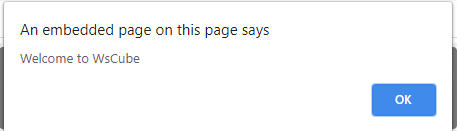 An embedded page on this page says
Welcome to WsCube
OK